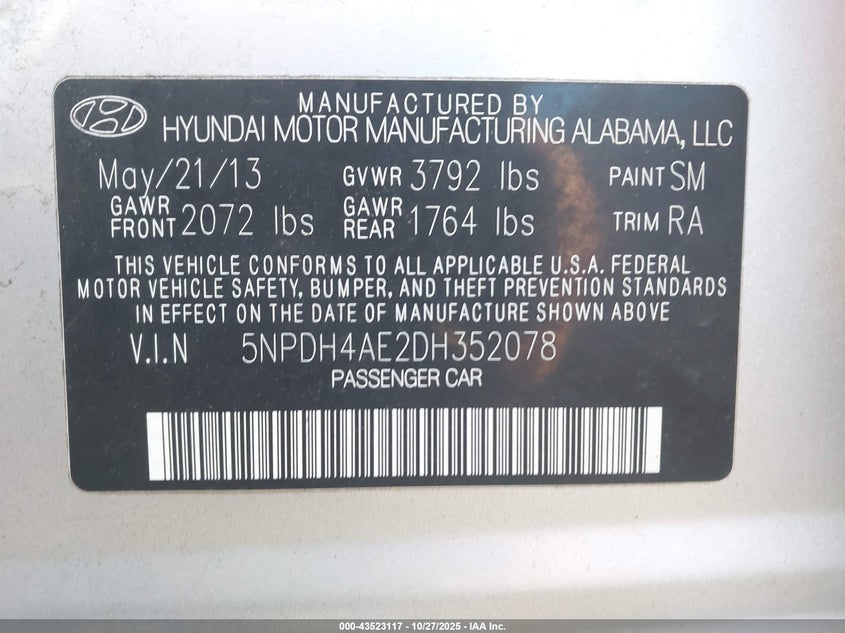 MANUFACTURED BY
HYUNDAI MOTOR MANUFACTURING ALABAMA, LLC
May/21/13 GVWR 3792 lbs PAINT SM
GAWR FRONT 2072 lbs GAWR REAR 1764 lbs TRIM RA
THIS VEHICLE CONFORMS TO ALL APPLICABLE U.S.A. FEDERAL
MOTOR VEHICLE SAFETY, BUMPER, AND THEFT PREVENTION STANDARDS
IN EFFECT ON THE DATE OF MANUFACTURE SHOWN ABOVE
V.I.N 5NPDH4AE2DH352078
PASSENGER CAR
000-43523117 - 10/27/2025 - IAA Inc.